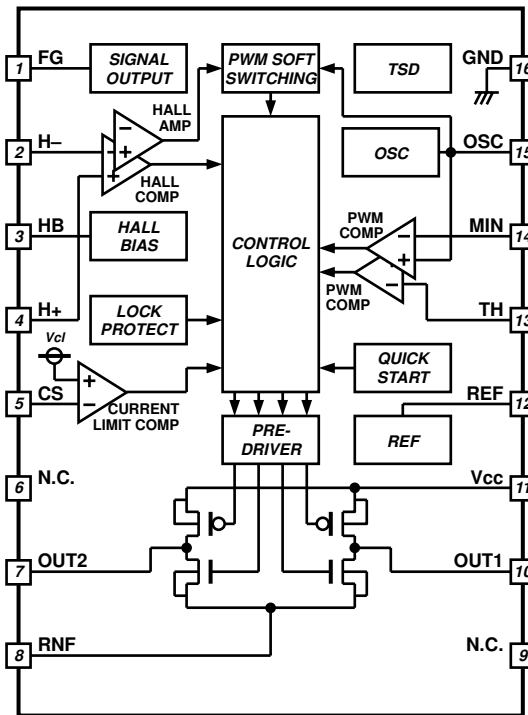 FG
SIGNAL
OUTPUT
PWM SOFT
SWITCHING
TSD
GND
1
16
HALL
AMP
H–
–
+
OSC
OSC
2
15
+
HALL
COMP
HB
HALL
BIAS
CONTROL
LOGIC
PWM
COMP
–
+
MIN
3
14
H+
LOCK
PROTECT
PWM
COMP
–
TH
4
13
Vcl
+
–
CS
CURRENT
LIMIT COMP
QUICK
START
REF
5
12
PRE-
DRIVER
REF
N.C.
Vcc
6
11
OUT2
OUT1
7
10
RNF
N.C.
8
9